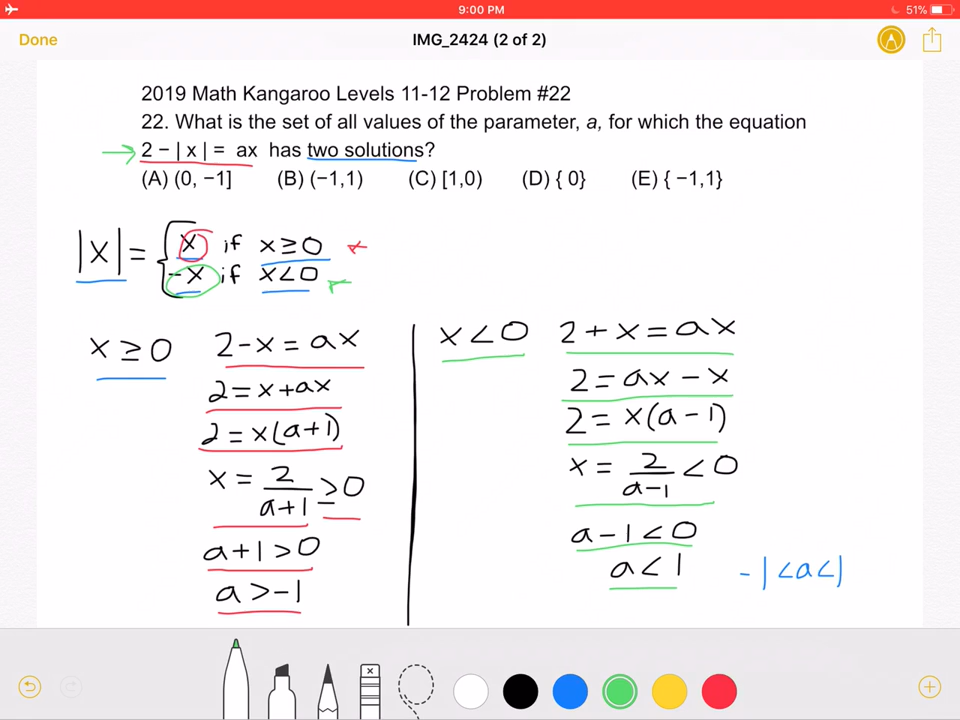 9:00 PM
51%
Done
IMG_2424 (2 of 2)
2019 Math Kangaroo Levels 11-12 Problem #22
22. What is the set of all values of the parameter, a, for which the equation
2 − | x | = ax has two solutions?
(A) (0, −1] (B) (−1,1) (C) [1,0) (D) { 0} (E) { −1,1}
|x| = { x if x ≥ 0
-x if x < 0
x ≥ 0
2 - x = ax
2 = x + ax
2 = x(a + 1)
x = 2/(a+1) ≥ 0
a + 1 > 0
a > -1
x < 0
2 + x = ax
2 = ax - x
2 = x(a - 1)
x = 2/(a-1) < 0
a - 1 < 0
a < 1
-1 < a < 1